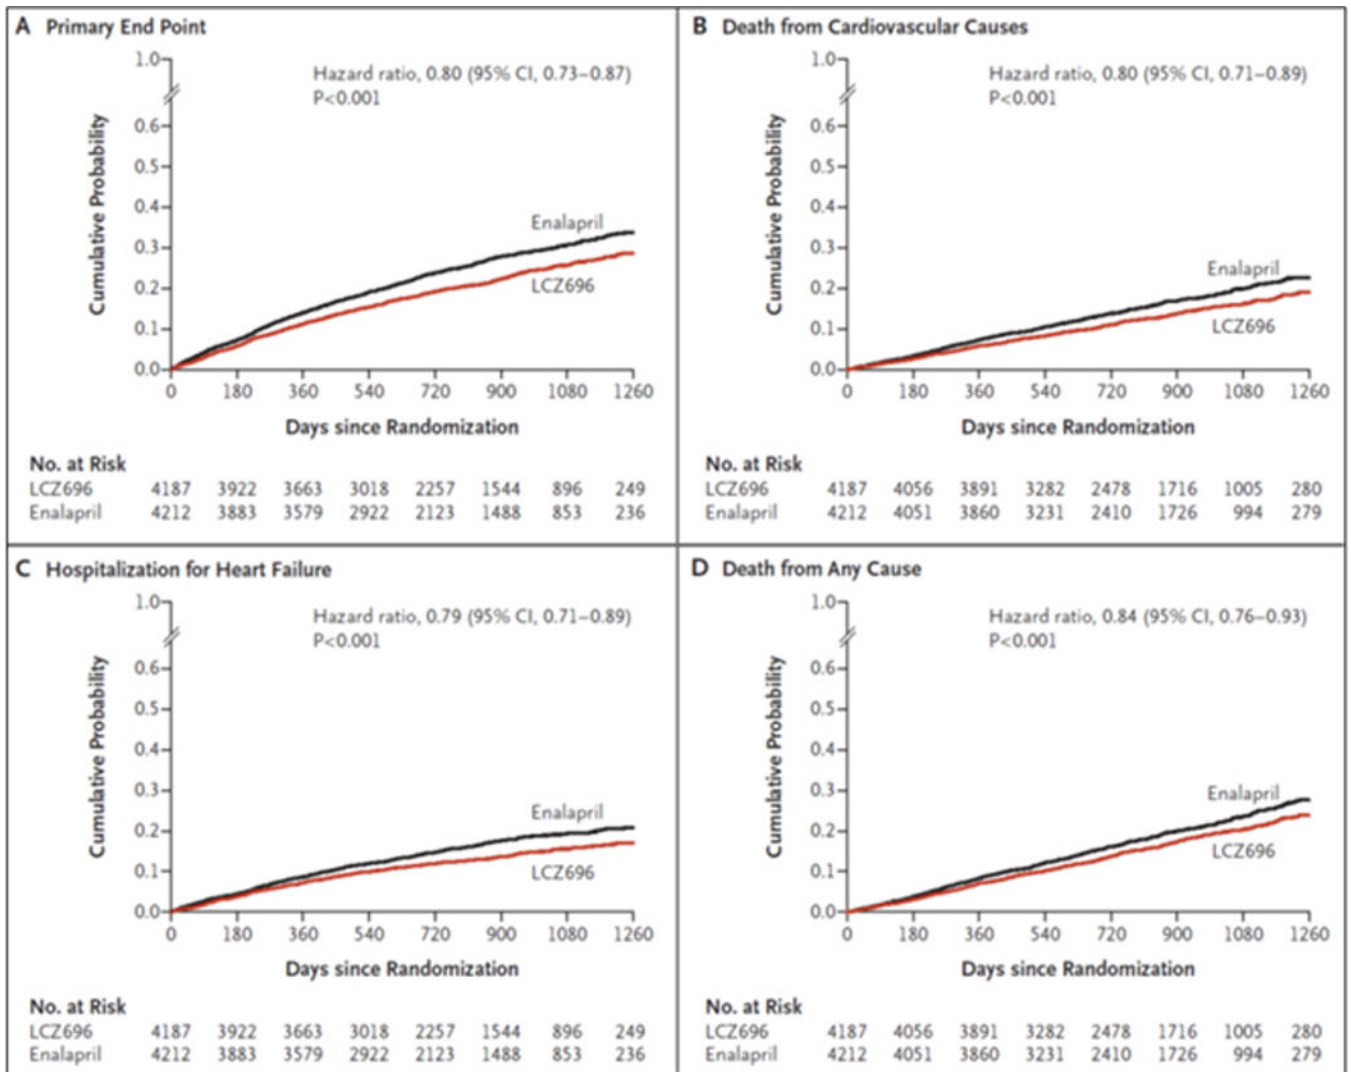 A Primary End Point
1.0
0.6
0.5
0.4
0.3
0.2
0.1
0.0
Cumulative Probability
Hazard ratio, 0.80 (95% CI, 0.73–0.87)
P<0.001
Enalapril
LCZ696
0 180 360 540 720 900 1080 1260
Days since Randomization
No. at Risk
LCZ696 4187 3922 3663 3018 2257 1544 896 249
Enalapril 4212 3883 3579 2922 2123 1488 853 236
B Death from Cardiovascular Causes
1.0
0.6
0.5
0.4
0.3
0.2
0.1
0.0
Cumulative Probability
Hazard ratio, 0.80 (95% CI, 0.71–0.89)
P<0.001
Enalapril
LCZ696
0 180 360 540 720 900 1080 1260
Days since Randomization
No. at Risk
LCZ696 4187 4056 3891 3282 2478 1716 1005 280
Enalapril 4212 4051 3860 3231 2410 1726 994 279
C Hospitalization for Heart Failure
1.0
0.6
0.5
0.4
0.3
0.2
0.1
0.0
Cumulative Probability
Hazard ratio, 0.79 (95% CI, 0.71–0.89)
P<0.001
Enalapril
LCZ696
0 180 360 540 720 900 1080 1260
Days since Randomization
No. at Risk
LCZ696 4187 3922 3663 3018 2257 1544 896 249
Enalapril 4212 3883 3579 2922 2123 1488 853 236
D Death from Any Cause
1.0
0.6
0.5
0.4
0.3
0.2
0.1
0.0
Cumulative Probability
Hazard ratio, 0.84 (95% CI, 0.76–0.93)
P<0.001
Enalapril
LCZ696
0 180 360 540 720 900 1080 1260
Days since Randomization
No. at Risk
LCZ696 4187 4056 3891 3282 2478 1716 1005 280
Enalapril 4212 4051 3860 3231 2410 1726 994 279